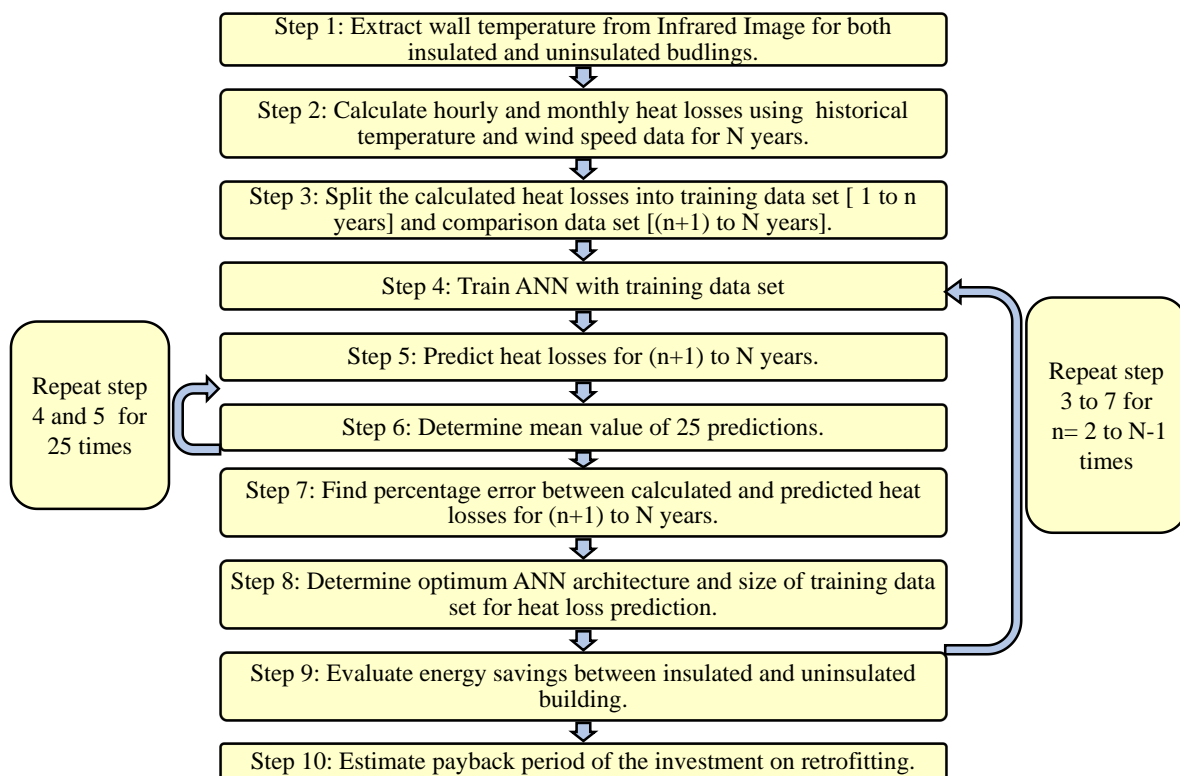 Step 1: Extract wall temperature from Infrared Image for both
insulated and uninsulated budlings.
Step 2: Calculate hourly and monthly heat losses using  historical
temperature and wind speed data for N years.
Step 3: Split the calculated heat losses into training data set [ 1 to n
years] and comparison data set [(n+1) to N years].
Step 4: Train ANN with training data set
Step 5: Predict heat losses for (n+1) to N years.
Repeat step
4 and 5  for
25 times
Repeat step
3 to 7 for
n= 2 to N-1
times
Step 6: Determine mean value of 25 predictions.
Step 7: Find percentage error between calculated and predicted heat
losses for (n+1) to N years.
Step 8: Determine optimum ANN architecture and size of training data
set for heat loss prediction.
Step 9: Evaluate energy savings between insulated and uninsulated
building.
Step 10: Estimate payback period of the investment on retrofitting.